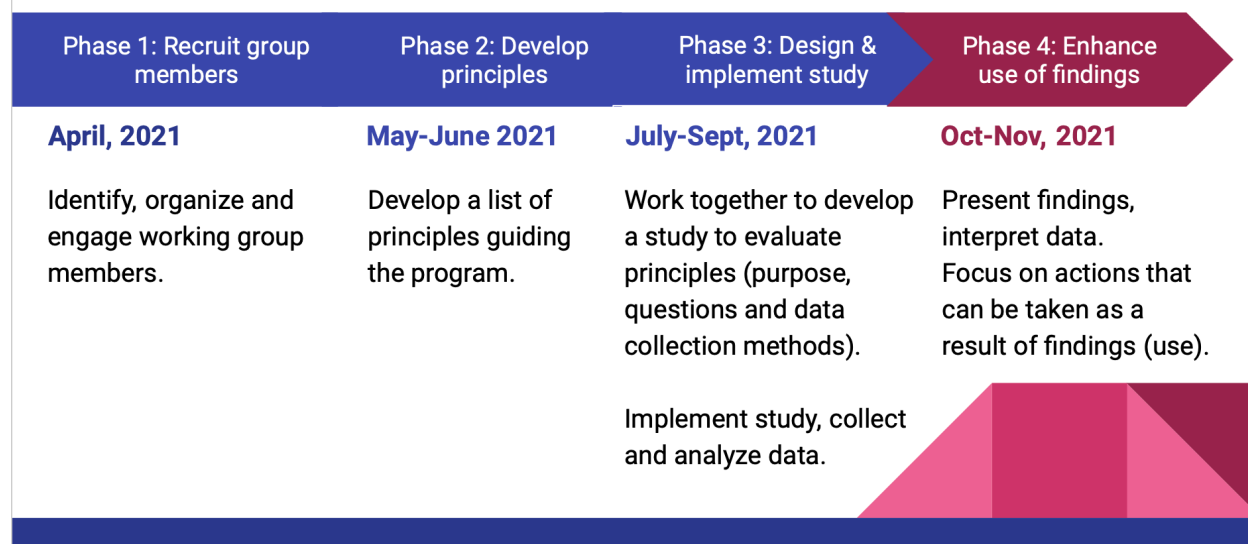 Phase 1: Recruit group
members
Phase 2: Develop
principles
Phase 3: Design &
implement study
Phase 4: Enhance
use of findings
April, 2021
Identify, organize and
engage working group
members.
May-June 2021
Develop a list of
principles guiding
the program.
July-Sept, 2021
Work together to develop
a study to evaluate
principles (purpose,
questions and data
collection methods).
Implement study, collect
and analyze data.
Oct-Nov, 2021
Present findings,
interpret data.
Focus on actions that
can be taken as a
result of findings (use).